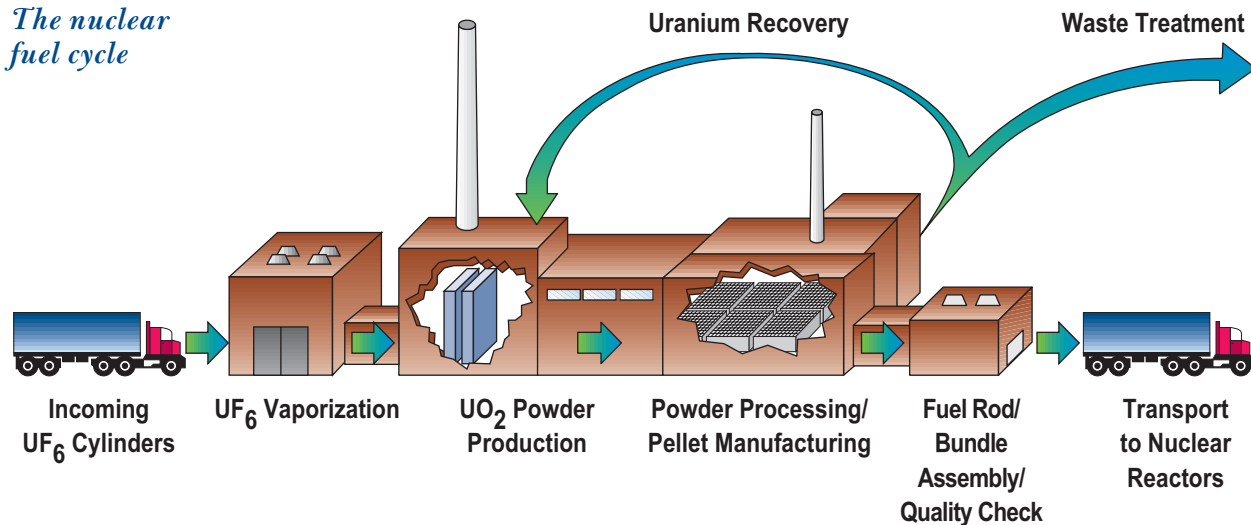 The nuclear
fuel cycle
Uranium Recovery
Waste Treatment
Incoming
UF6 Cylinders
UF6 Vaporization
UO2 Powder
Production
Powder Processing/
Pellet Manufacturing
Fuel Rod/
Bundle
Assembly/
Quality Check
Transport
to Nuclear
Reactors